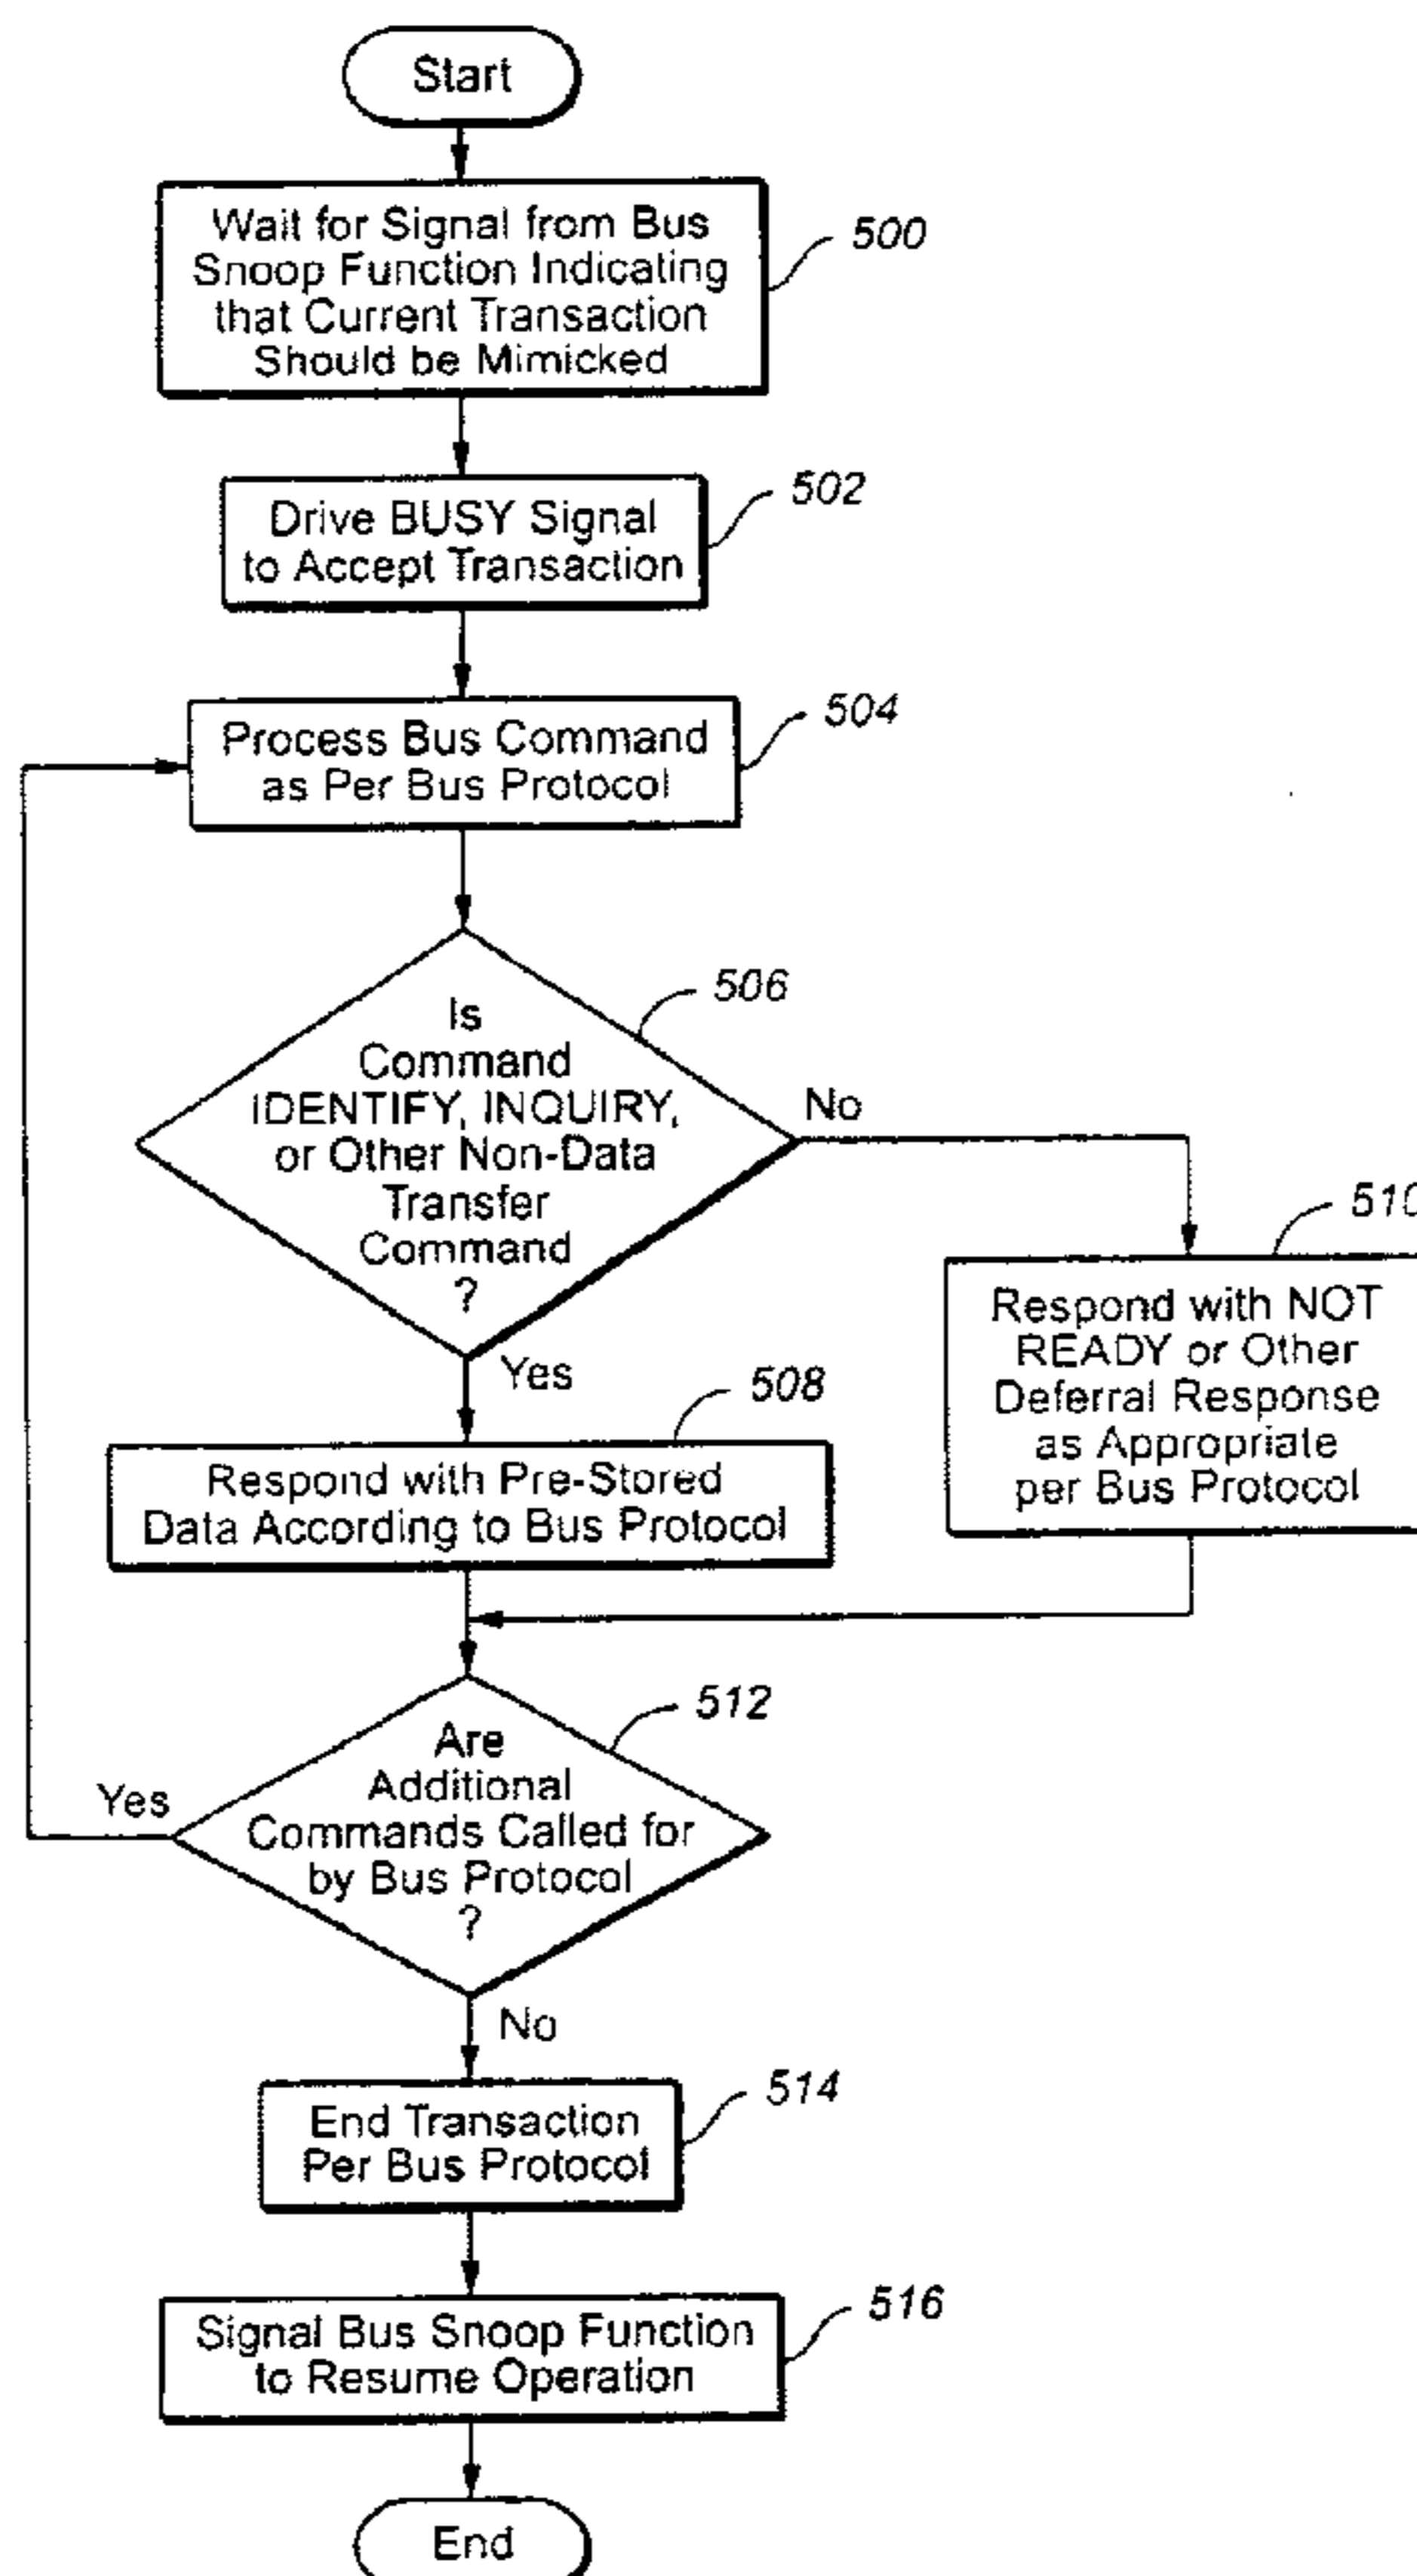 Start
Wait for Signal from Bus
Snoop Function Indicating
that Current Transaction
Should be Mimicked
500
Drive BUSY Signal
to Accept Transaction
502
Process Bus Command
as Per Bus Protocol
504
Is
Command
IDENTIFY, INQUIRY,
or Other Non-Data
Transfer
Command
?
506
No
Yes
510
Respond with NOT
READY or Other
Deferral Response
as Appropriate
per Bus Protocol
508
Respond with Pre-Stored
Data According to Bus Protocol
512
Are
Additional
Commands Called for
by Bus Protocol
?
Yes
No
514
End Transaction
Per Bus Protocol
516
Signal Bus Snoop Function
to Resume Operation
End